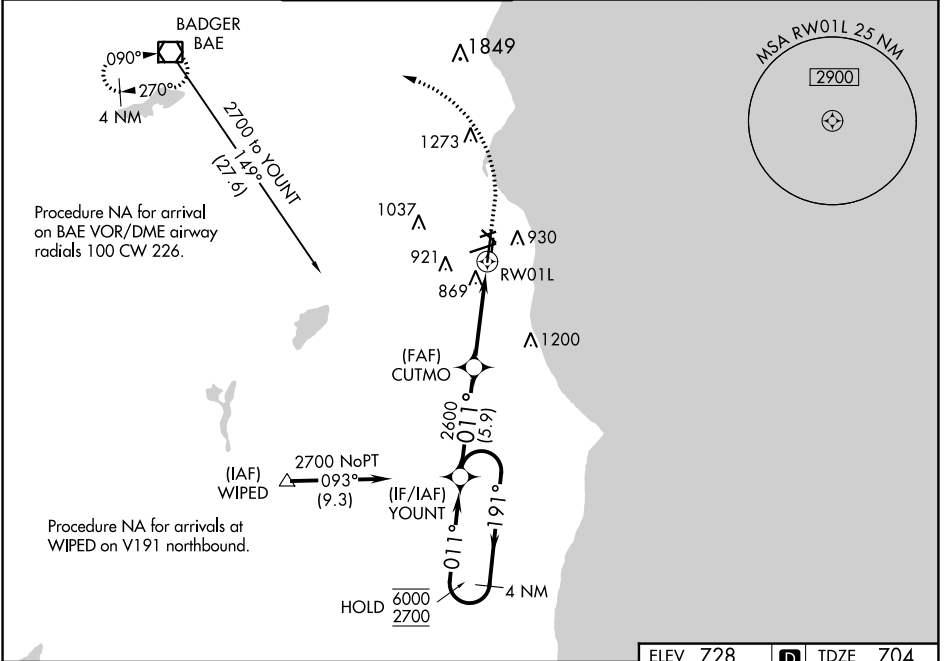 BADGER
BAE
090°
270°
4 NM
2700 to YOUNT
149°
(27.6)
1849
MSA RW01L 25 NM
2900
1273
Procedure NA for arrival
on BAE VOR/DME airway
radials 100 CW 226.
1037
921
930
869
RW01L
1200
(FAF)
CUTMO
2600
011°
(5.9)
(IAF)
WIPED
2700 NoPT
093°
(9.3)
(IF/IAF)
YOUNT
191°
011°
Procedure NA for arrivals at
WIPED on V191 northbound.
HOLD
6000
2700
4 NM
ELEV 728
D
TDZE 704